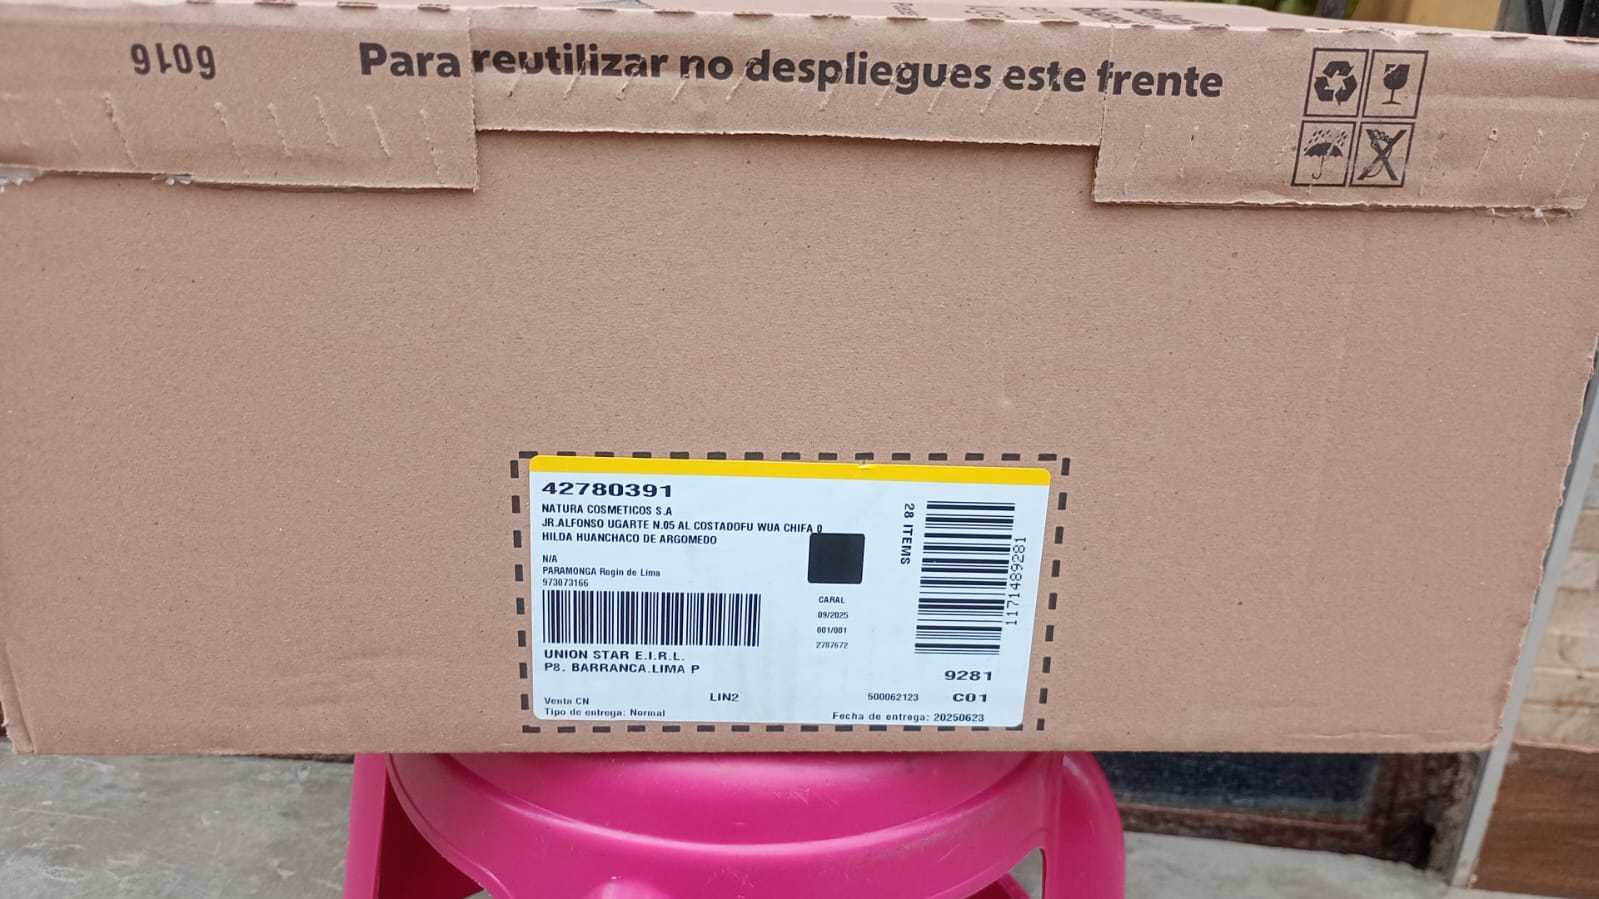 6016
Para reutilizar no despliegues este frente
42780391
NATURA COSMETICOS S.A
JR.ALFONSO UGARTE N.05 AL COSTADOFU WUA CHIFA 0
HILDA HUANCHACO DE ARGOMEDO
N/A
PARAMONGA Regin de Lima
973073166
UNION STAR E.I.R.L.
P8. BARRANCA.LIMA P
Venta CN
Tipo de entrega: Normal
LIN2
CARAL
09/2025
001/001
2787672
28 ITEMS
1171489281
9281
500062123
C01
Fecha de entrega: 20250623